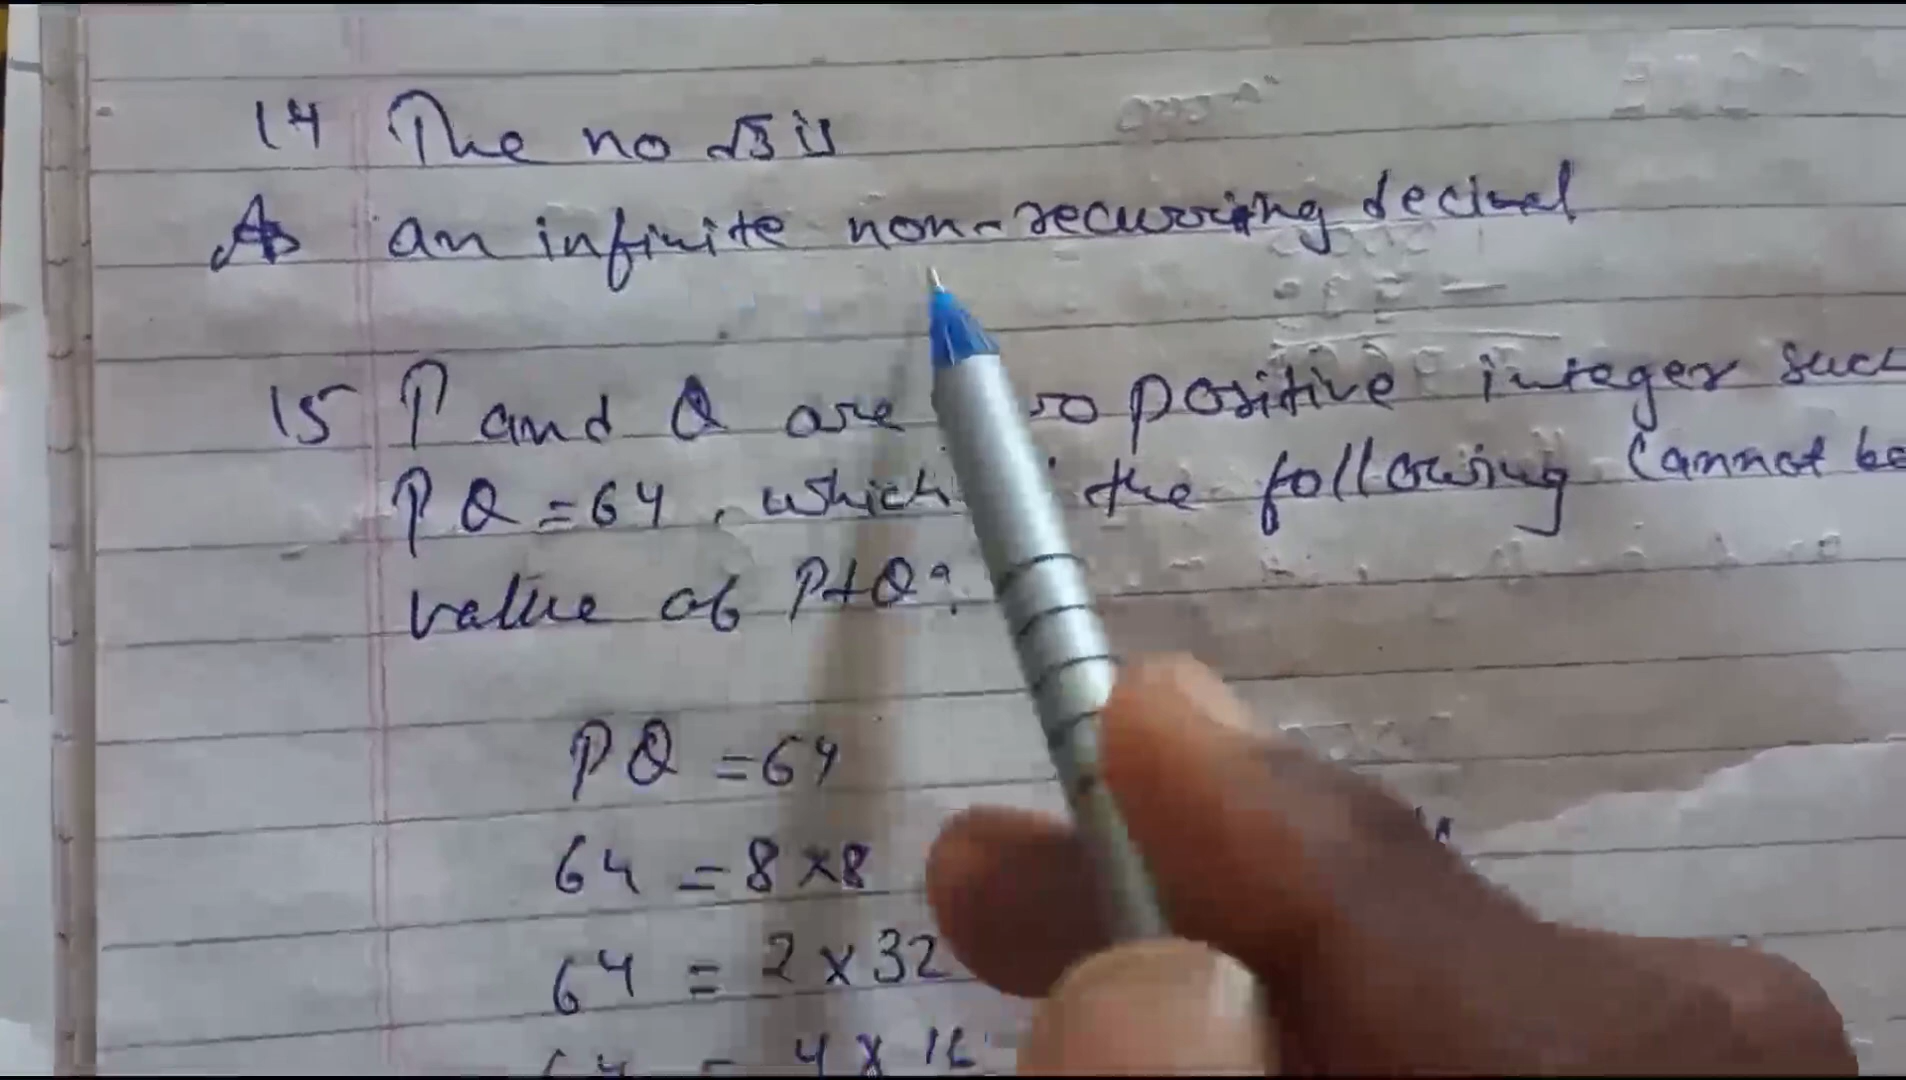 14 The no √3 is
A an infinite non-recurring decimal
15 P and Q are positive integer such
PQ = 64, which the following cannot be
value of P+Q?
PQ = 64
64 = 8 x 8
64 = 2 x 32
64 = 4 x 16